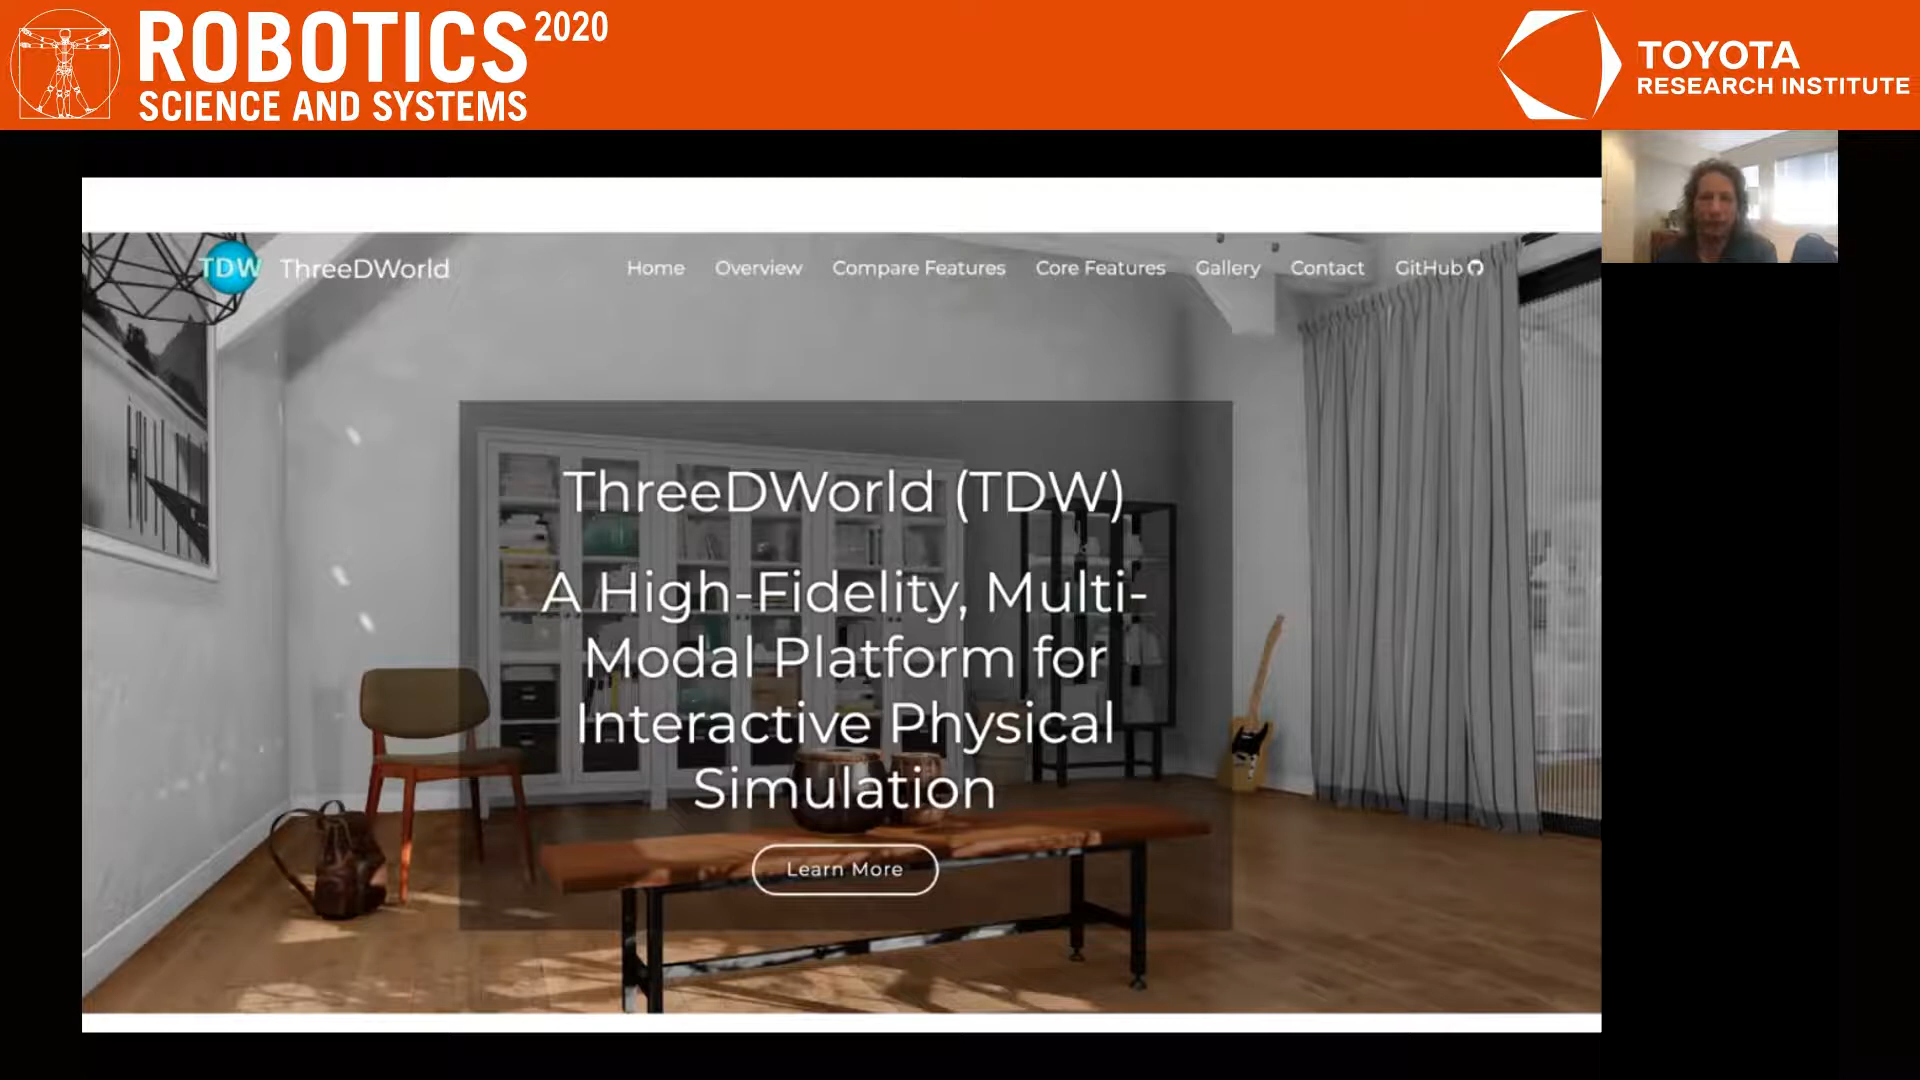 ROBOTICS 2020
SCIENCE AND SYSTEMS
TOYOTA
RESEARCH INSTITUTE
TDW ThreeDWorld
Home Overview Compare Features Core Features Gallery Contact GitHub
ThreeDWorld (TDW)
A High-Fidelity, Multi-
Modal Platform for
Interactive Physical
Simulation
Learn More